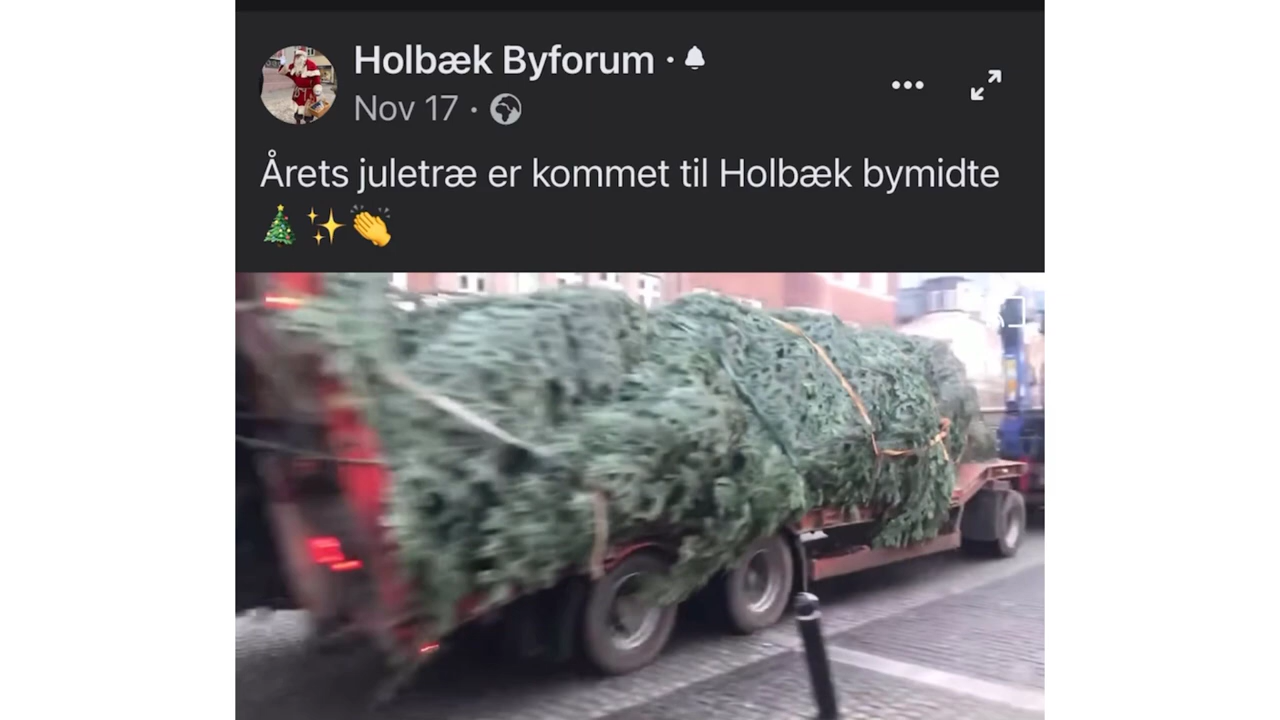 Holbæk Byforum ·
Nov 17 ·
Årets juletræ er kommet til Holbæk bymidte
🎄✨👏